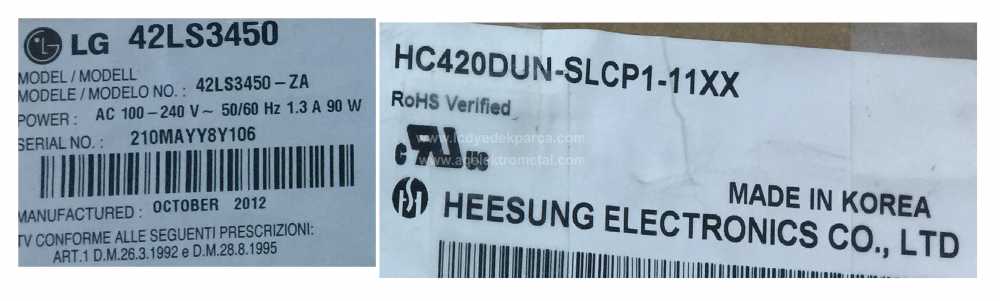 LG 42LS3450
MODEL / MODELL
MODELE / MODELO NO. : 42LS3450-ZA
POWER : AC 100-240 V~ 50/60 Hz 1.3 A 90 W
SERIAL NO. : 210MAYY8Y106
MANUFACTURED : OCTOBER 2012
TV CONFORME ALLE SEGUENTI PRESCRIZIONI:
ART.1 D.M.26.3.1992 e D.M.28.8.1995
HC420DUN-SLCP1-11XX
RoHS Verified
www.lcdyedekparca.com
www.agelektrometal.com
c RU us
MADE IN KOREA
HEESUNG ELECTRONICS CO., LTD